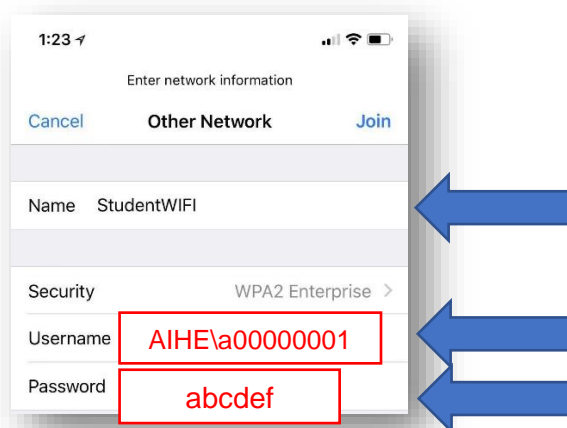 1:23
Enter network information
Cancel Other Network Join
Name StudentWIFI
Security WPA2 Enterprise >
Username AIHE\a00000001
Password abcdef